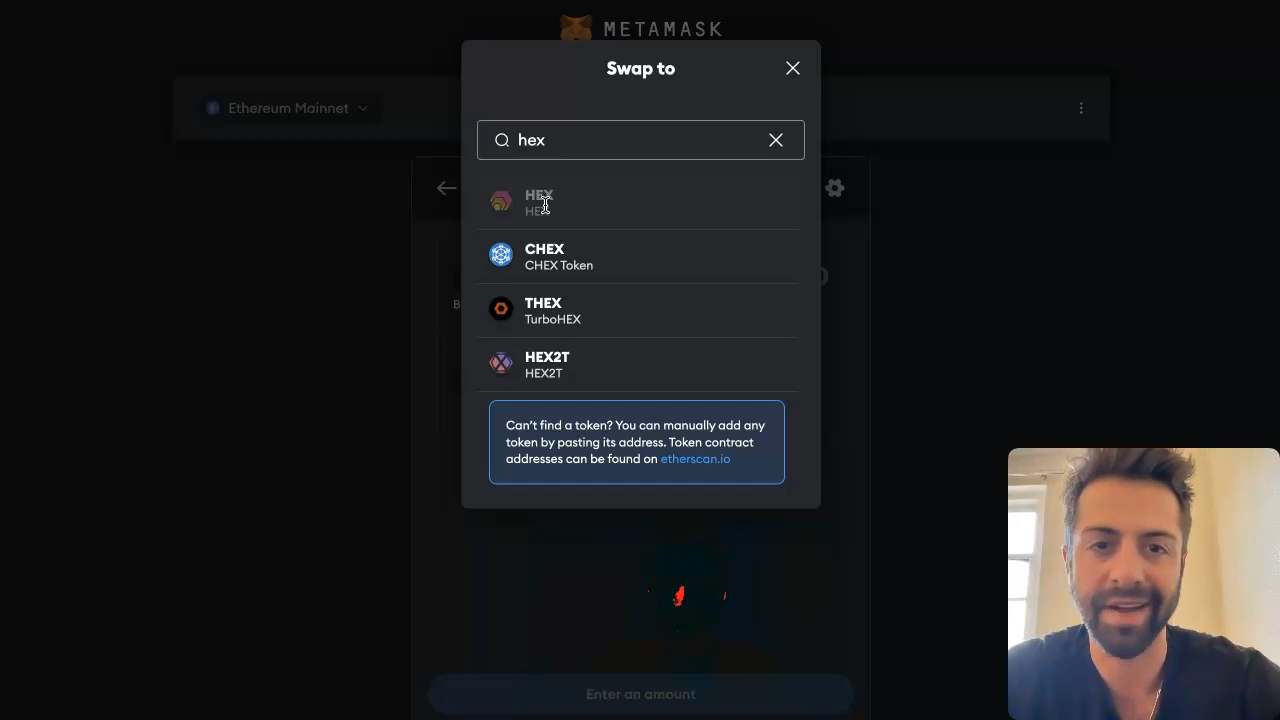 METAMASK
Swap to
Ethereum Mainnet
hex
HEX
HEX
CHEX
CHEX Token
B
THEX
TurboHEX
HEX2T
HEX2T
Can't find a token? You can manually add any
token by pasting its address. Token contract
addresses can be found on etherscan.io
Enter an amount